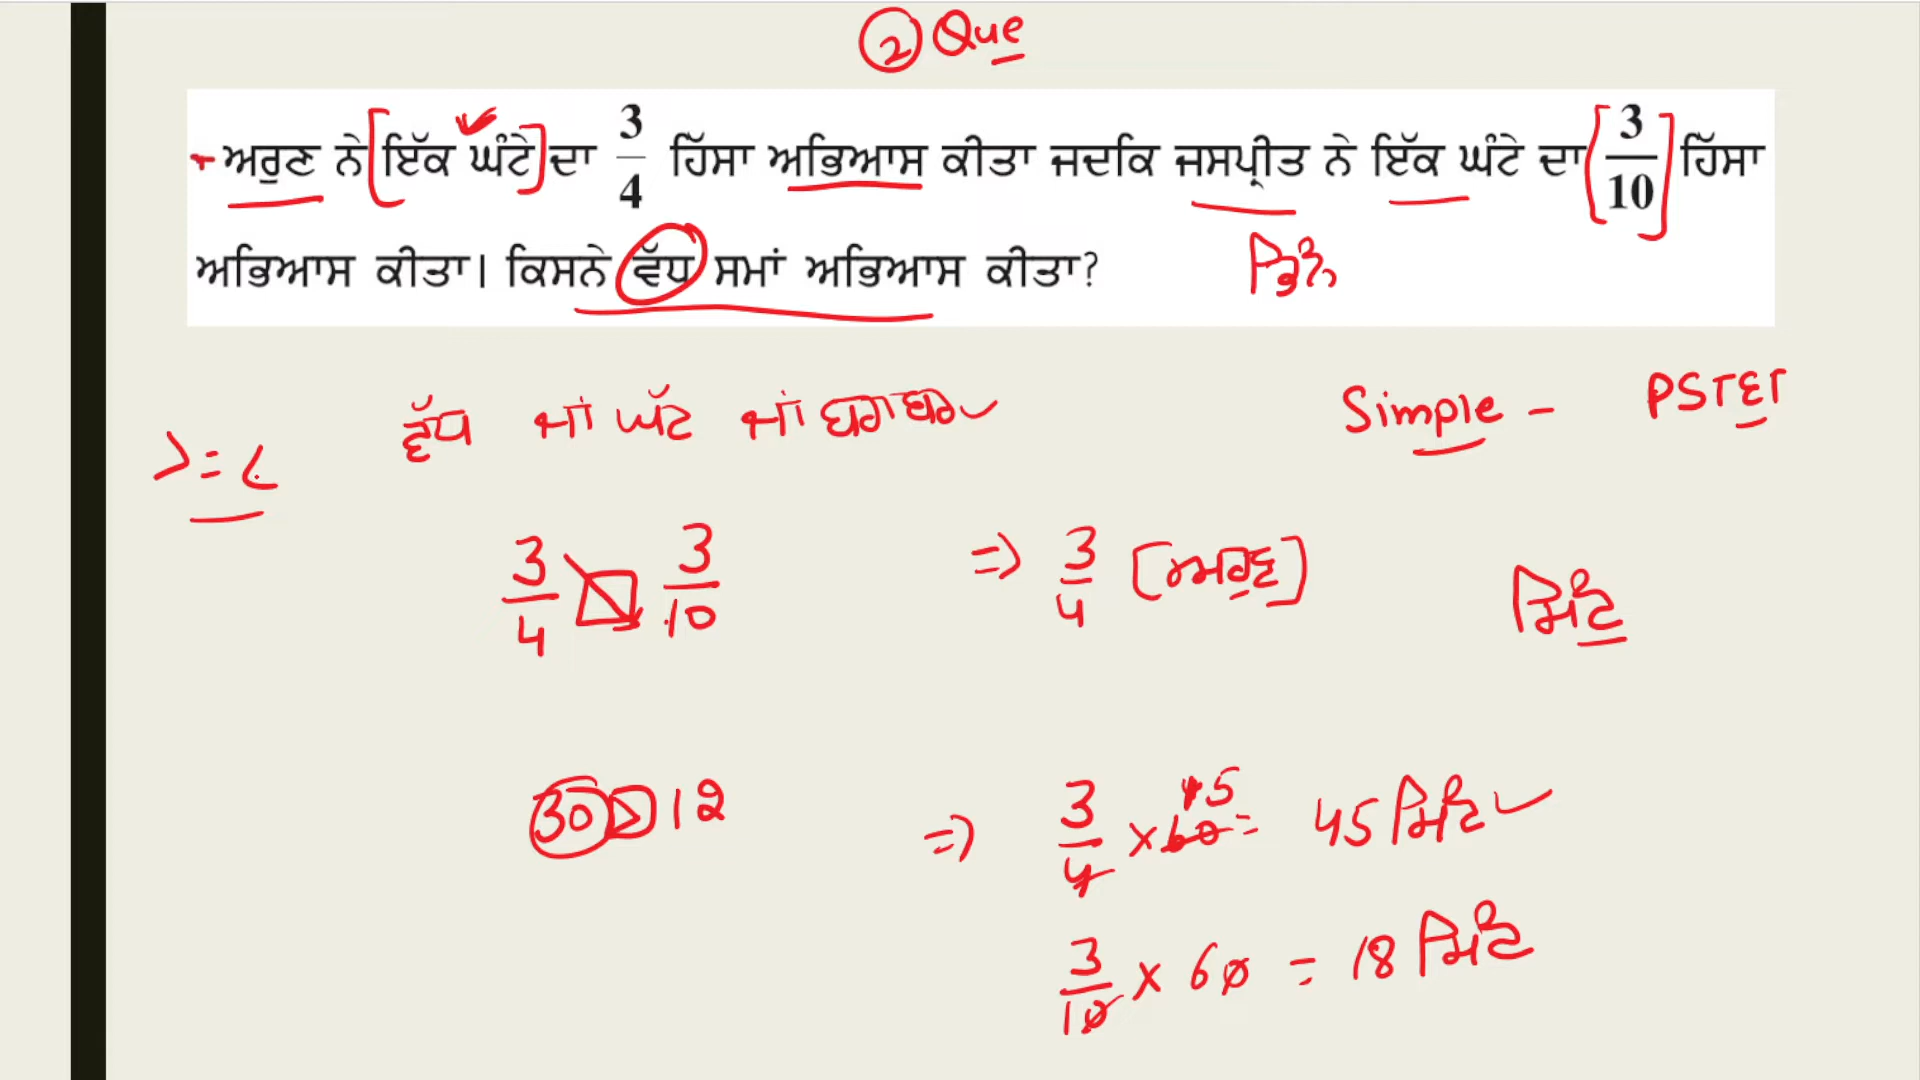 ② Que
ਅਰੁਣ ਨੇ [ਇੱਕ ਘੰਟੇ] ਦਾ 3/4 ਹਿੱਸਾ ਅਭਿਆਸ ਕੀਤਾ ਜਦਕਿ ਜਸਪ੍ਰੀਤ ਨੇ ਇੱਕ ਘੰਟੇ ਦਾ [3/10] ਹਿੱਸਾ
ਅਭਿਆਸ ਕੀਤਾ। ਕਿਸਨੇ ਵੱਧ ਸਮਾਂ ਅਭਿਆਸ ਕੀਤਾ?
ਵੱਧ ਜਾਂ ਘੱਟ ਜਾਂ ਬਰਾਬਰ
Simple - PSTET
> = <
3/4 3/10 => 3/4 [ਅਰੁਣ]
ਮਿੰਟ
30 > 12 => 3/4 × 60 = 45 ਮਿੰਟ
15
3/10 × 60 = 18 ਮਿੰਟ